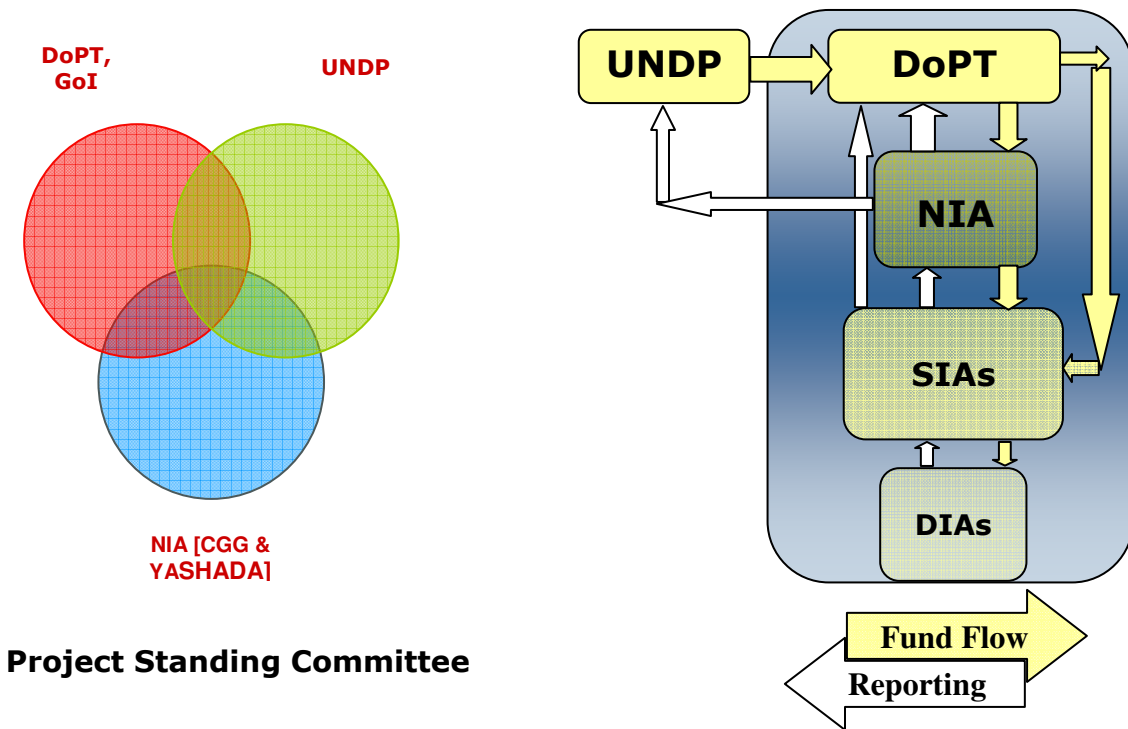 DoPT,
GoI
UNDP
NIA [CGG &
YASHADA]
Project Standing Committee
UNDP
DoPT
NIA
SIAs
DIAs
Fund Flow
Reporting